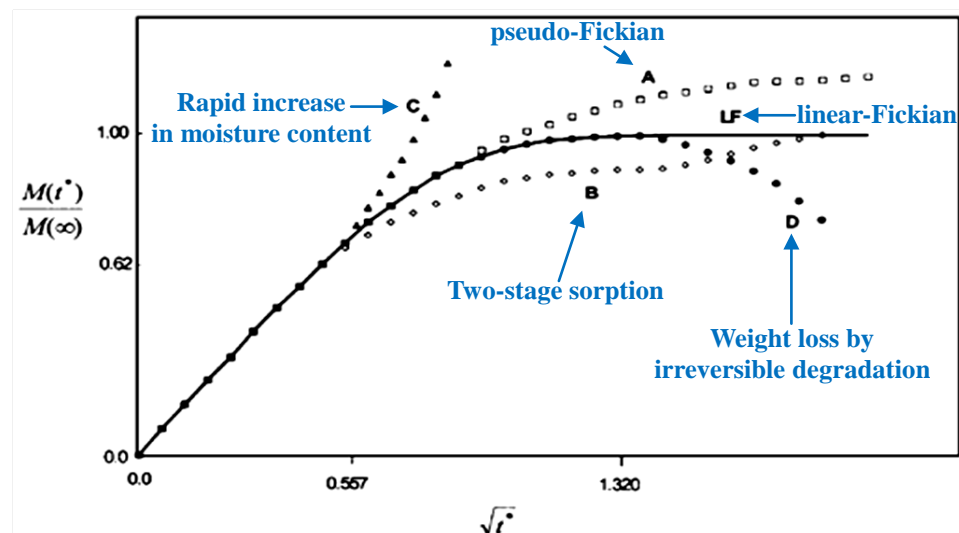 pseudo-Fickian
A
Rapid increase
in moisture content
C
LF
linear-Fickian
1.00
M(t*)
M(∞)
B
D
0.62
Two-stage sorption
Weight loss by
irreversible degradation
0.0
0.0
0.557
1.320
√t*